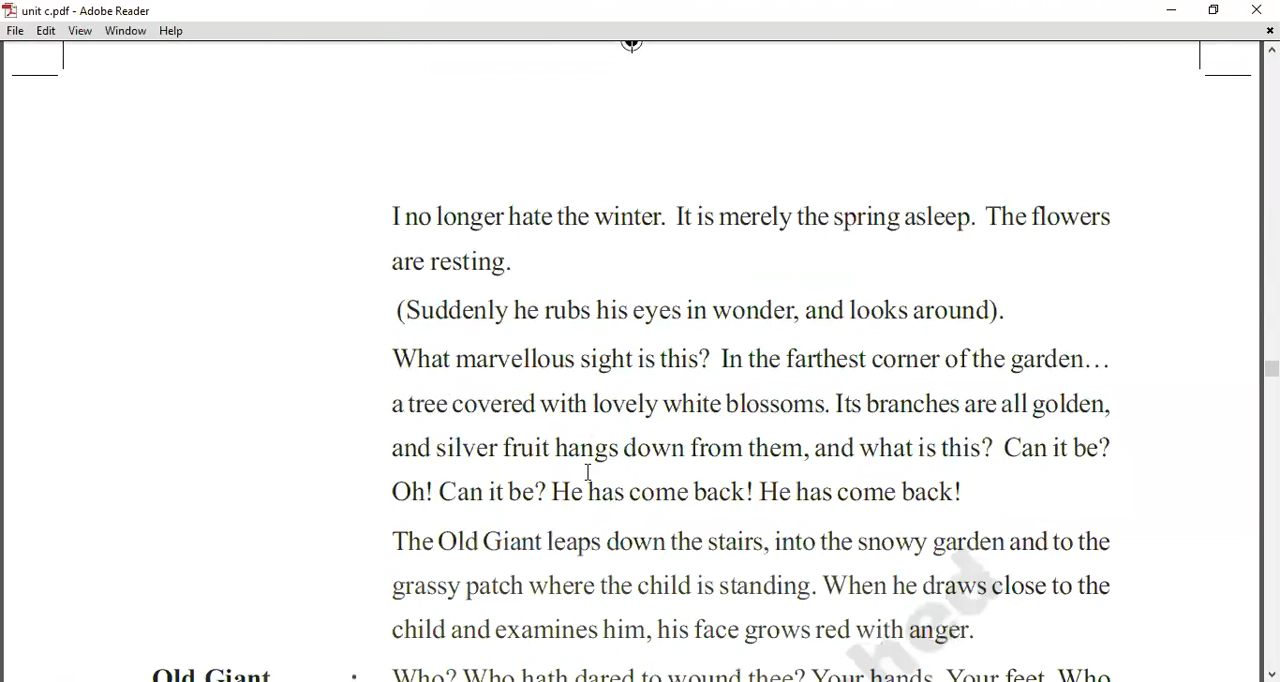 unit c.pdf - Adobe Reader
File Edit View Window Help
I no longer hate the winter. It is merely the spring asleep. The flowers
are resting.
(Suddenly he rubs his eyes in wonder, and looks around).
What marvellous sight is this? In the farthest corner of the garden…
a tree covered with lovely white blossoms. Its branches are all golden,
and silver fruit hangs down from them, and what is this? Can it be?
Oh! Can it be? He has come back! He has come back!
The Old Giant leaps down the stairs, into the snowy garden and to the
grassy patch where the child is standing. When he draws close to the
child and examines him, his face grows red with anger.
Old Giant : Who? Who hath dared to wound thee? Your hands, Your feet. Who
hed